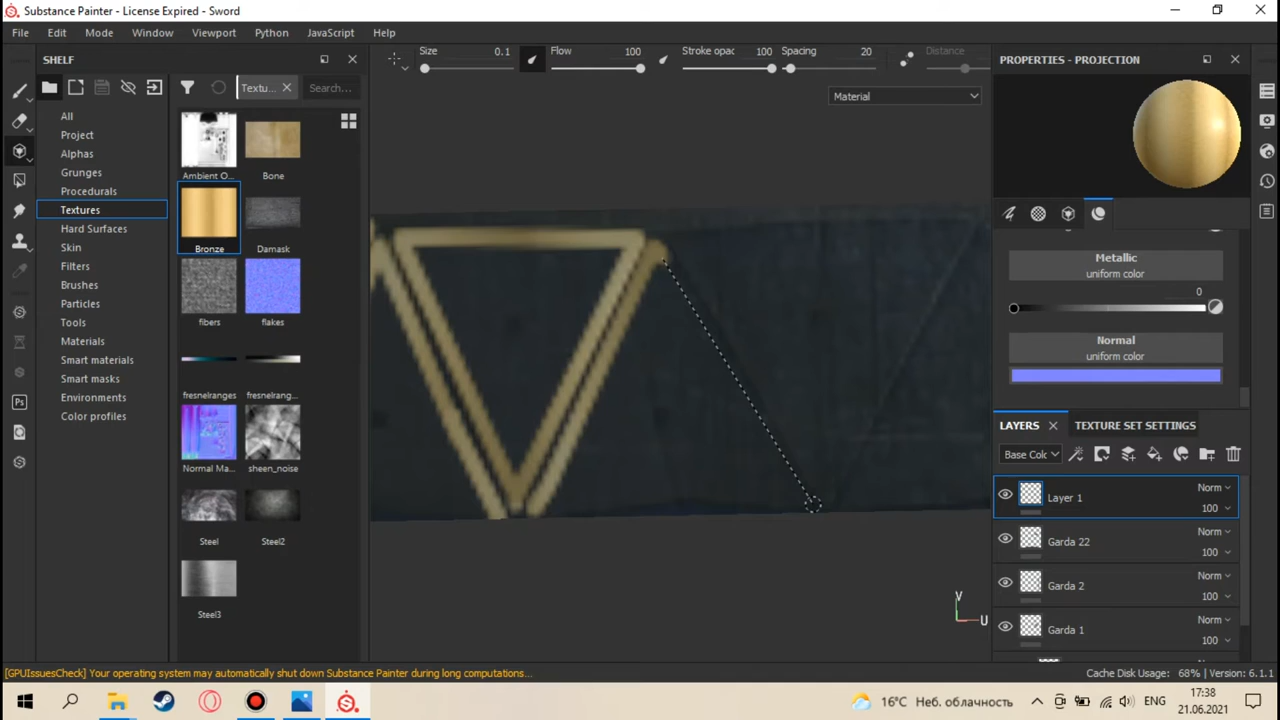 Substance Painter - License Expired - Sword
File Edit Mode Window Viewport Python JavaScript Help
SHELF
Textu...
Search...
All
Project
Alphas
Grunges
Procedurals
Textures
Hard Surfaces
Skin
Filters
Brushes
Particles
Tools
Materials
Smart materials
Smart masks
Environments
Color profiles
Ambient O...
Bone
Bronze
Damask
fibers
flakes
fresnelranges
fresnelrang...
Normal Ma...
sheen_noise
Steel
Steel2
Steel3
Size 0.1
Flow 100
Stroke opac 100
Spacing 20
Distance
Material
V
U
PROPERTIES - PROJECTION
Metallic
uniform color
0
Normal
uniform color
LAYERS
TEXTURE SET SETTINGS
Base Col
Layer 1
Norm
100
Garda 22
Norm
100
Garda 2
Norm
100
Garda 1
Norm
100
[GPUIssuesCheck] Your operating system may automatically shut down Substance Painter during long computations...
Cache Disk Usage: 68% | Version: 6.1.1
Ps
16°C Неб. облачность
ENG
17:38
21.06.2021